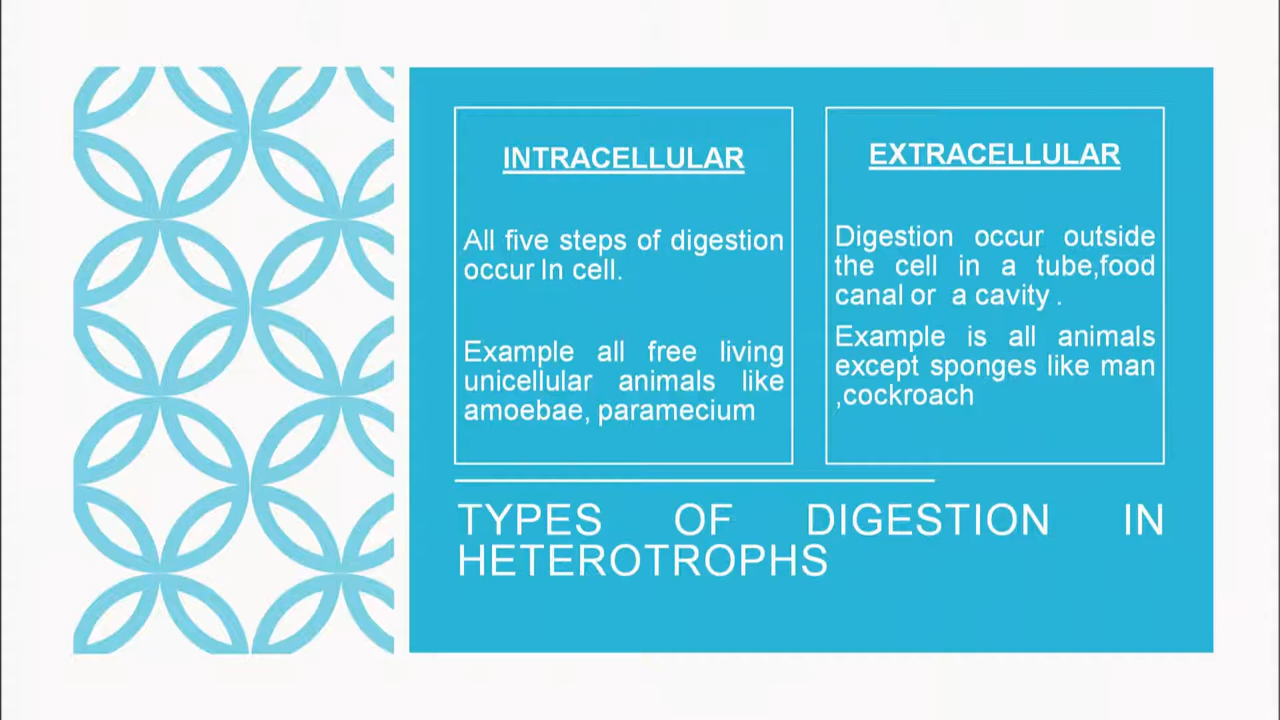 INTRACELLULAR
All five steps of digestion
occur In cell.
Example all free living
unicellular animals like
amoebae, paramecium
EXTRACELLULAR
Digestion occur outside
the cell in a tube,food
canal or a cavity .
Example is all animals
except sponges like man
,cockroach
TYPES OF DIGESTION IN
HETEROTROPHS